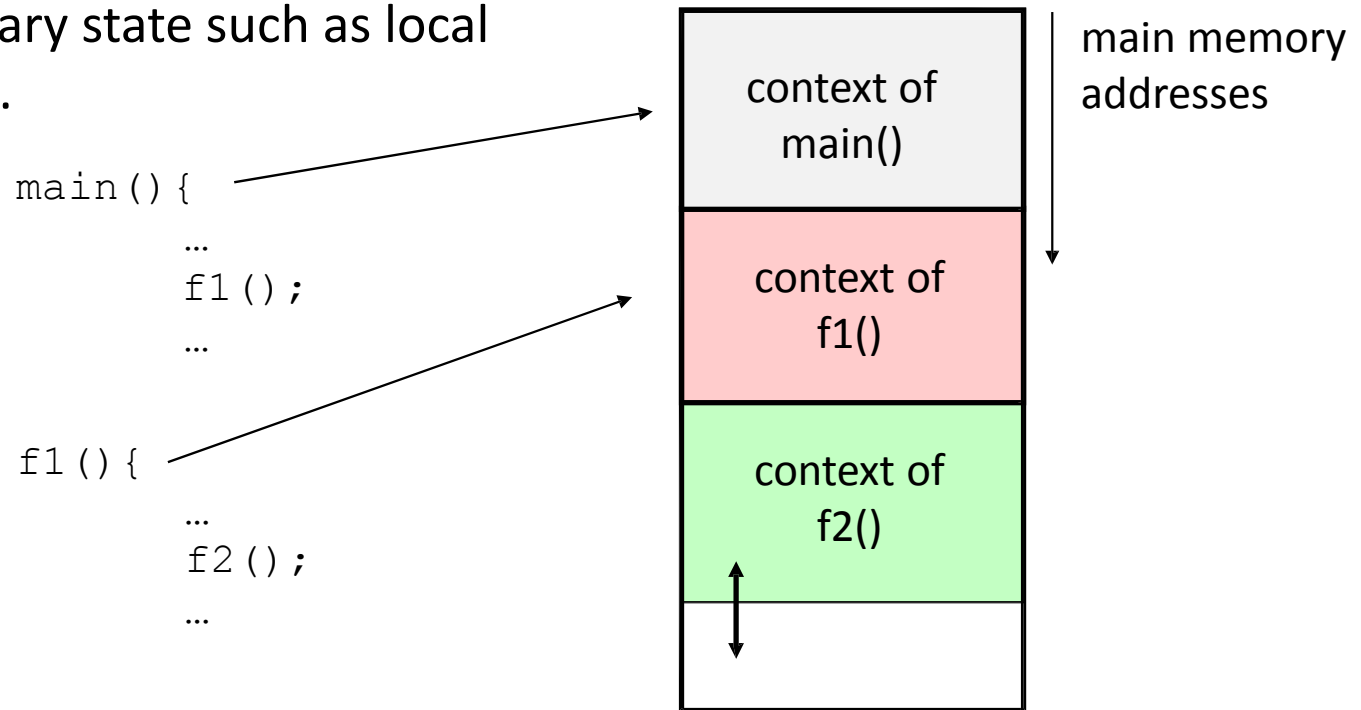 ary state such as local
.
main(){
…
f1();
…
f1(){
…
f2();
…
context of
main()
context of
f1()
context of
f2()
main memory
addresses